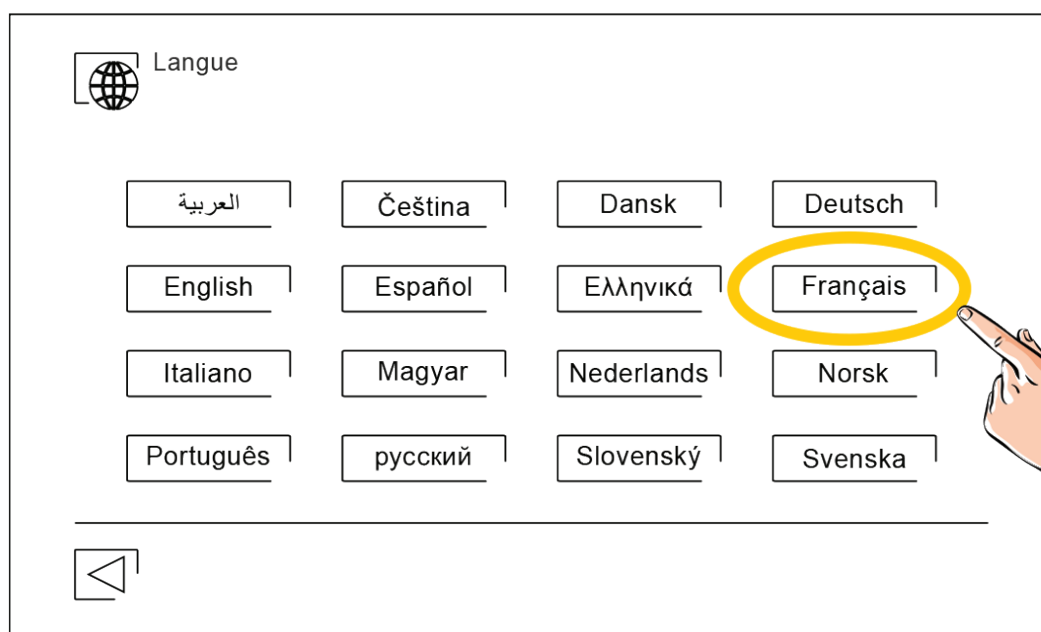 Langue
العربية
Čeština
Dansk
Deutsch
English
Español
Ελληνικά
Français
Italiano
Magyar
Nederlands
Norsk
Português
русский
Slovenský
Svenska